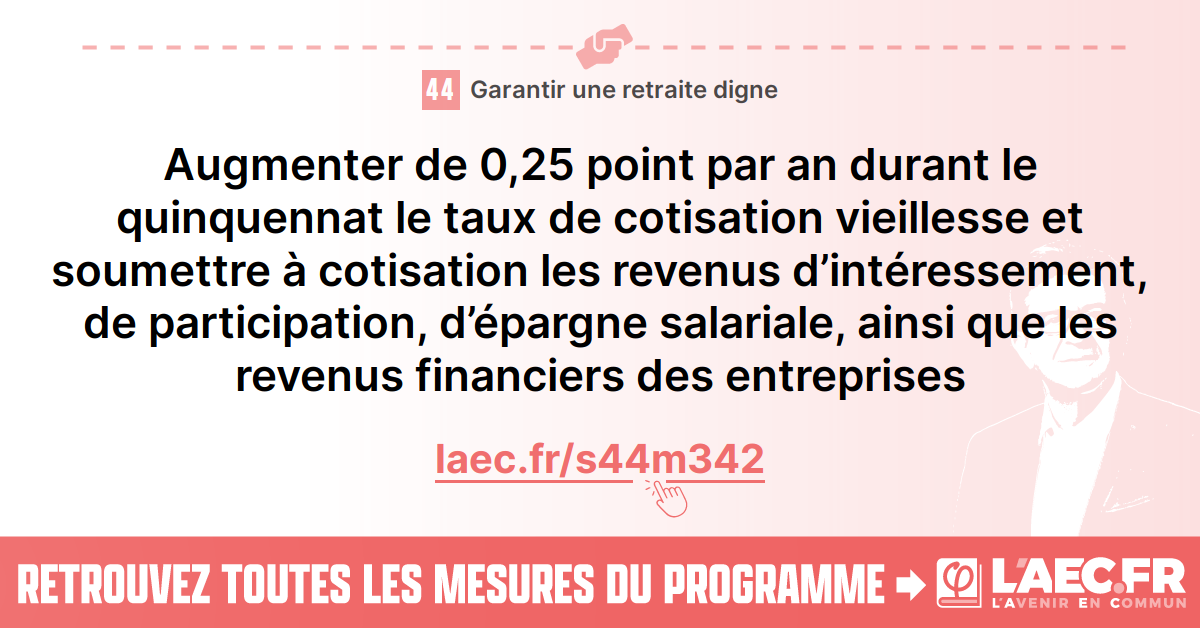 44 Garantir une retraite digne
Augmenter de 0,25 point par an durant le
quinquennat le taux de cotisation vieillesse et
soumettre à cotisation les revenus d’intéressement,
de participation, d’épargne salariale, ainsi que les
revenus financiers des entreprises
laec.fr/s44m342
RETROUVEZ TOUTES LES MESURES DU PROGRAMME
L'AEC.FR
L'AVENIR EN COMMUN